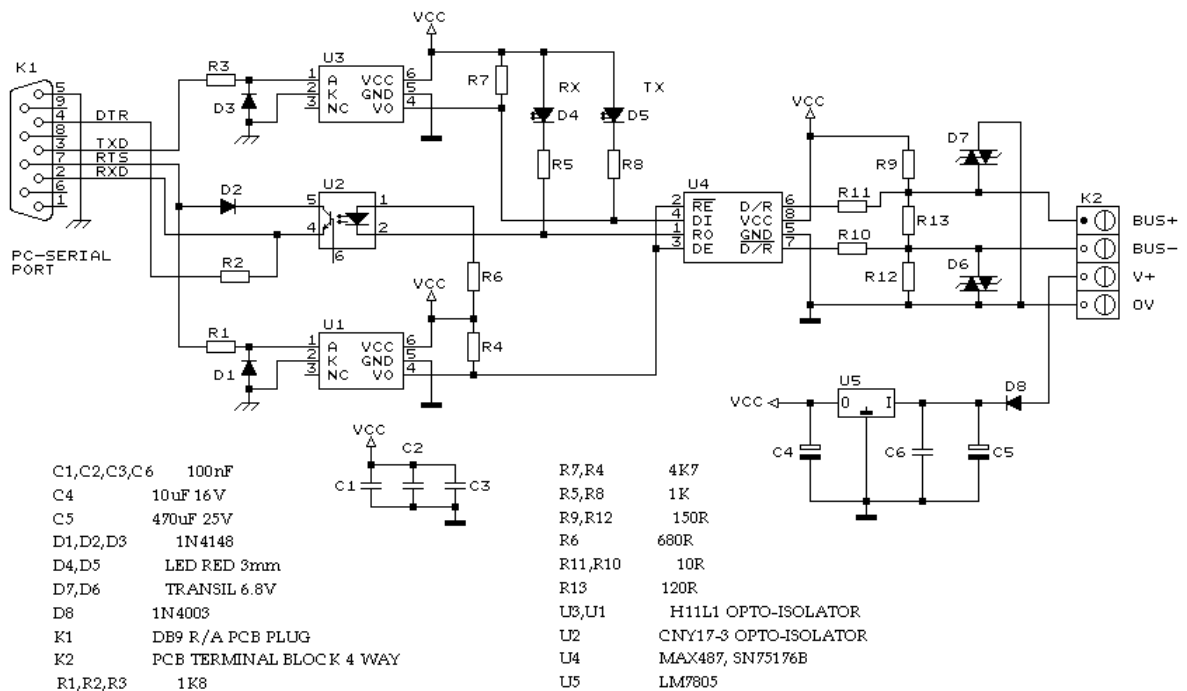 VCC
U3
K1
R3
1 A VCC 6
2 K GND 5
3 NC VO 4
D3
R7
RX
TX
D4
D5
R5
R8
5
9
4
8
3
7
2
6
1
DTR
TXD
RTS
RXD
PC-SERIAL
PORT
D2
U2
5
4
6
1
2
R2
R6
VCC
R4
U1
R1
1 A VCC 6
2 K GND 5
3 NC VO 4
D1
VCC
U4
2 RE D/R 6
4 DI VCC 8
1 RO GND 5
3 DE D/R 7
R9
R11
R13
R10
R12
D7
D6
K2
BUS+
BUS-
V+
0V
U5
VCC
O I
D8
C4
C6
C5
VCC
C2
C1
C3
C1,C2,C3,C6 100nF
C4 10uF 16V
C5 470uF 25V
D1,D2,D3 1N4148
D4,D5 LED RED 3mm
D7,D6 TRANSIL 6.8V
D8 1N4003
K1 DB9 R/A PCB PLUG
K2 PCB TERMINAL BLOCK 4 WAY
R1,R2,R3 1K8
R7,R4 4K7
R5,R8 1K
R9,R12 150R
R6 680R
R11,R10 10R
R13 120R
U3,U1 H11L1 OPTO-ISOLATOR
U2 CNY17-3 OPTO-ISOLATOR
U4 MAX487, SN75176B
U5 LM7805